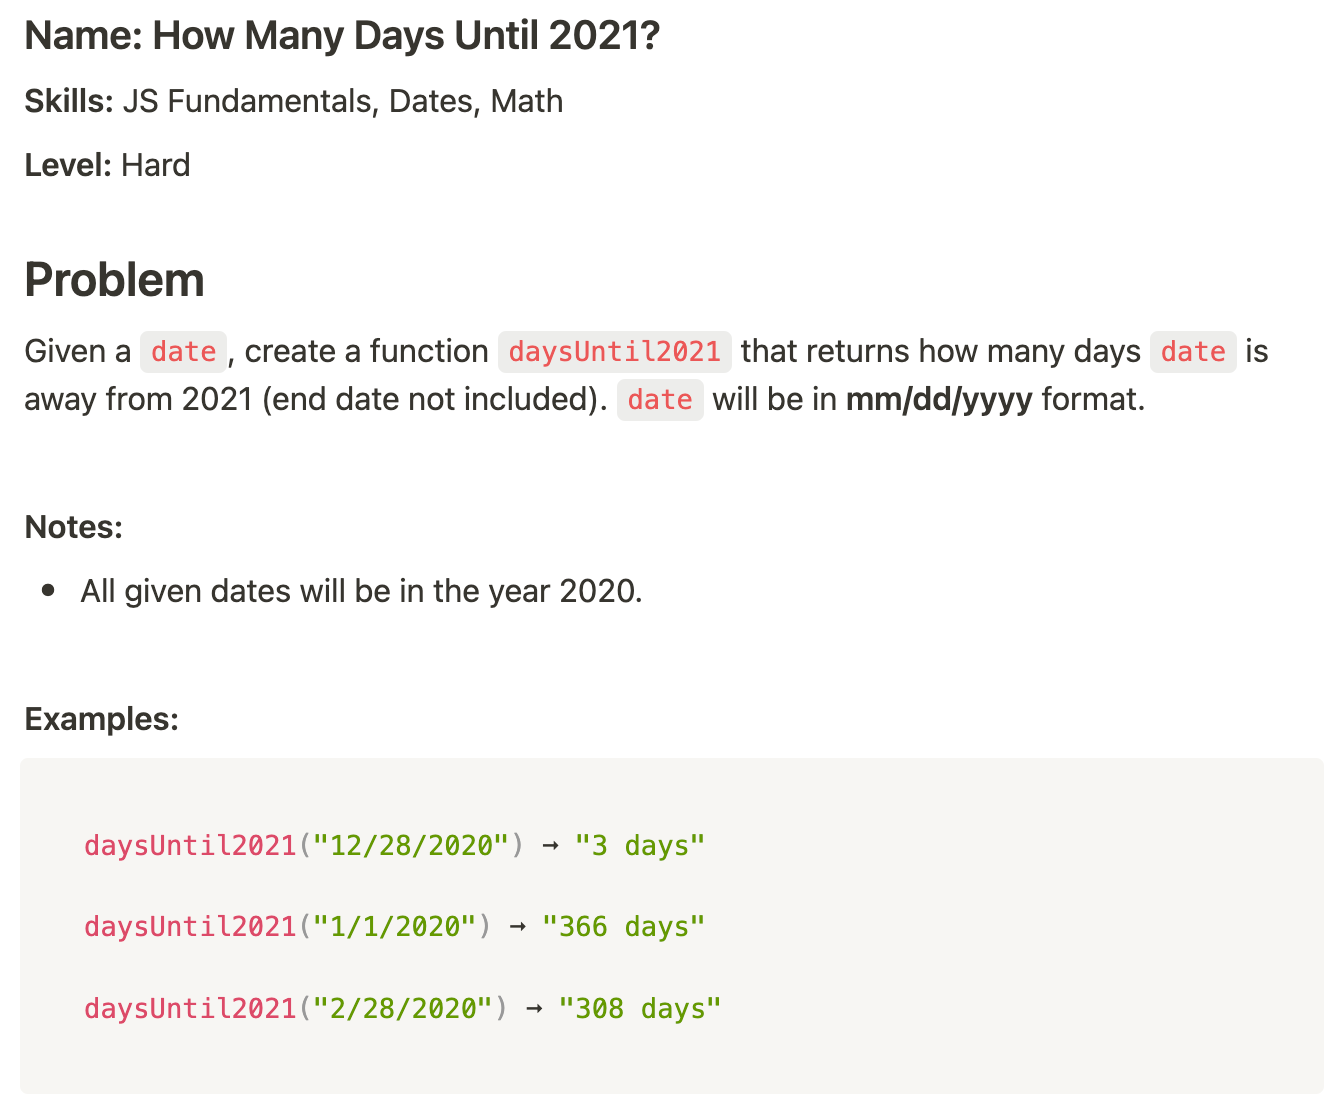 Name: How Many Days Until 2021?
Skills: JS Fundamentals, Dates, Math
Level: Hard
Problem
Given a date, create a function daysUntil2021 that returns how many days date is
away from 2021 (end date not included). date will be in mm/dd/yyyy format.
Notes:
• All given dates will be in the year 2020.
Examples:
daysUntil2021("12/28/2020") → "3 days"
daysUntil2021("1/1/2020") → "366 days"
daysUntil2021("2/28/2020") → "308 days"